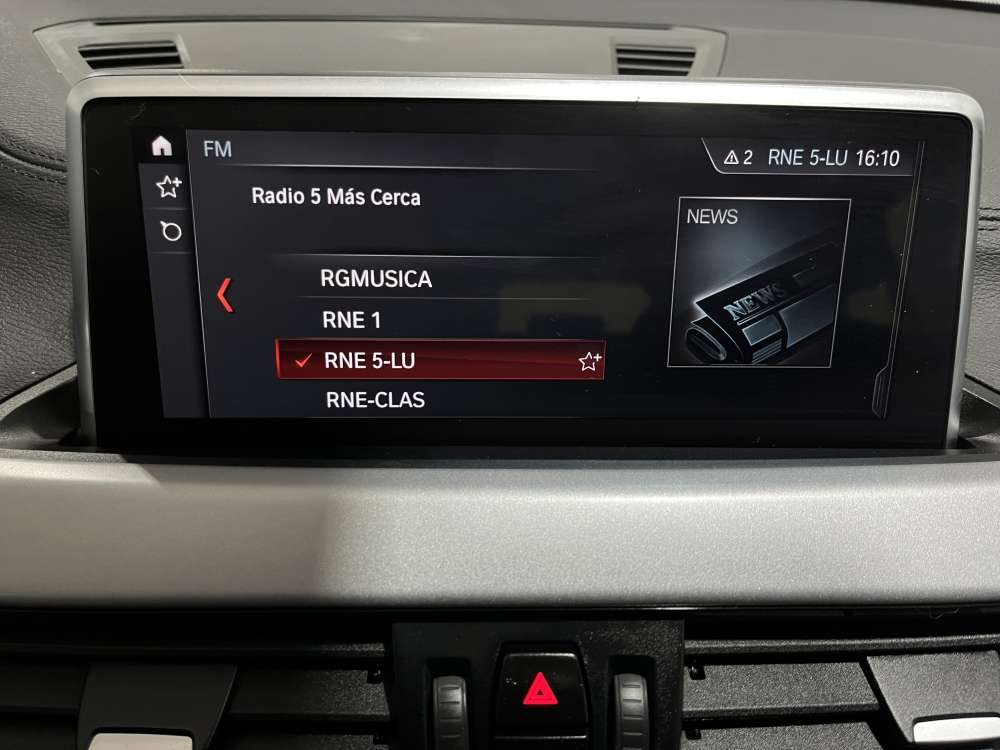 FM
2 RNE 5-LU 16:10
Radio 5 Más Cerca
NEWS
NEWS
RGMUSICA
RNE 1
RNE 5-LU
RNE-CLAS